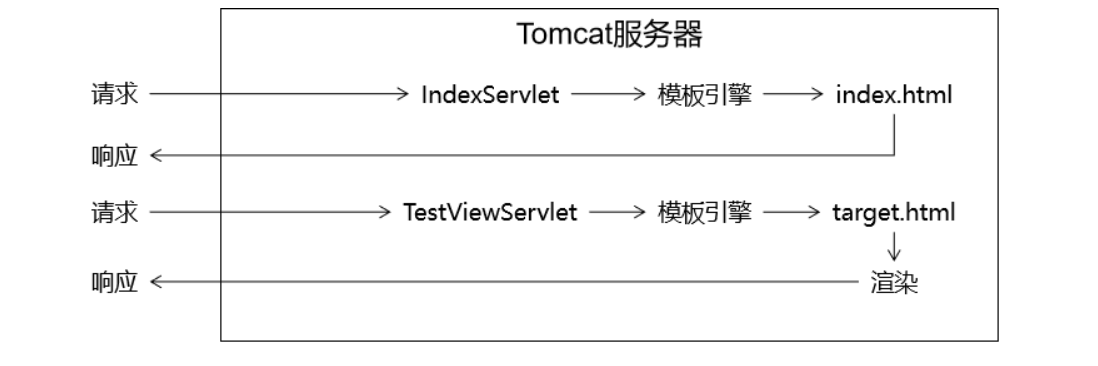 Tomcat服务器
请求 IndexServlet 模板引擎 index.html
响应
请求 TestViewServlet 模板引擎 target.html
响应 渲染